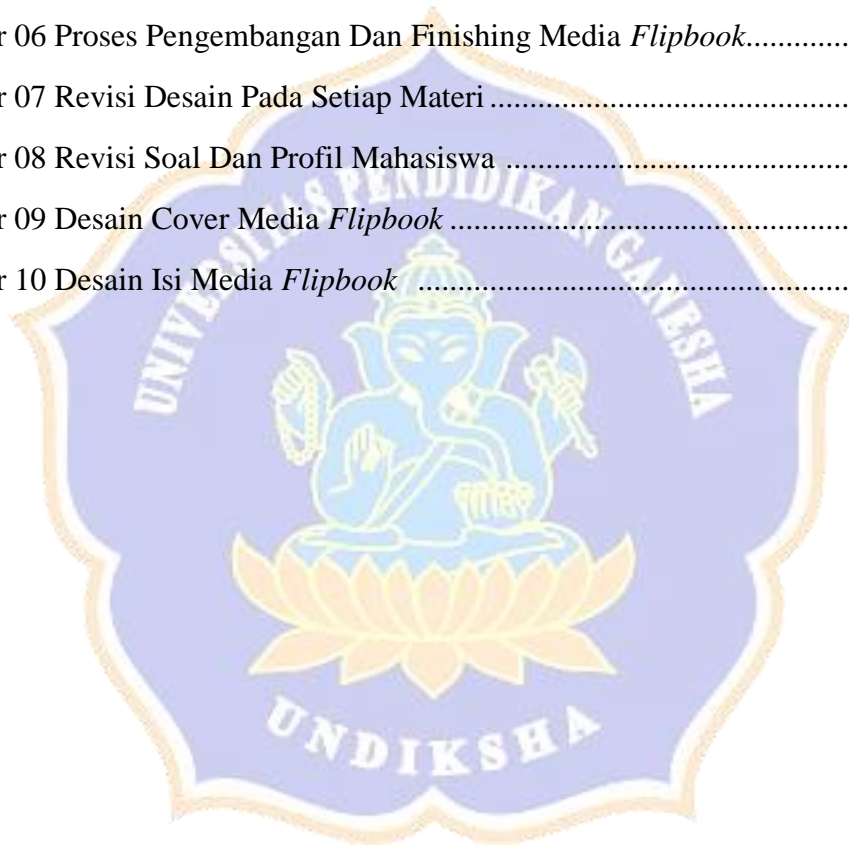 r 06 Proses Pengembangan Dan Finishing Media Flipbook.............
r 07 Revisi Desain Pada Setiap Materi.............................................
r 08 Revisi Soal Dan Profil Mahasiswa ...........................................
r 09 Desain Cover Media Flipbook ..................................................
r 10 Desain Isi Media Flipbook ......................................................
UNIVERSITAS PENDIDIKAN GANESHA
UNDIKSHA